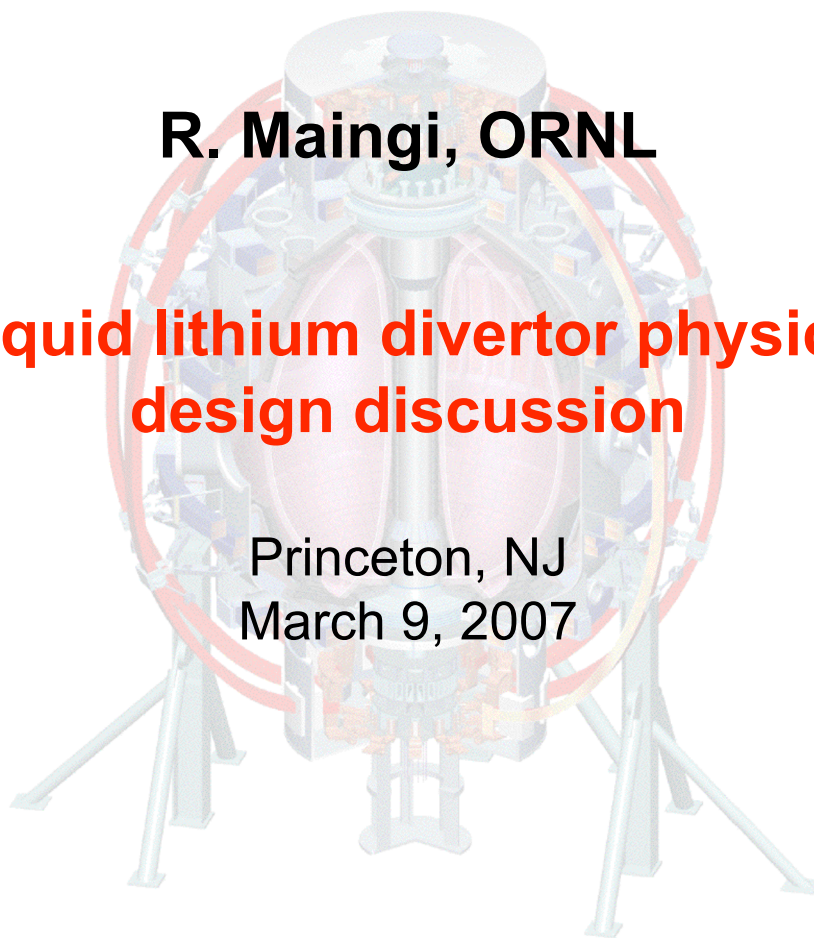 R. Maingi, ORNL
quid lithium divertor physic
design discussion
Princeton, NJ
March 9, 2007